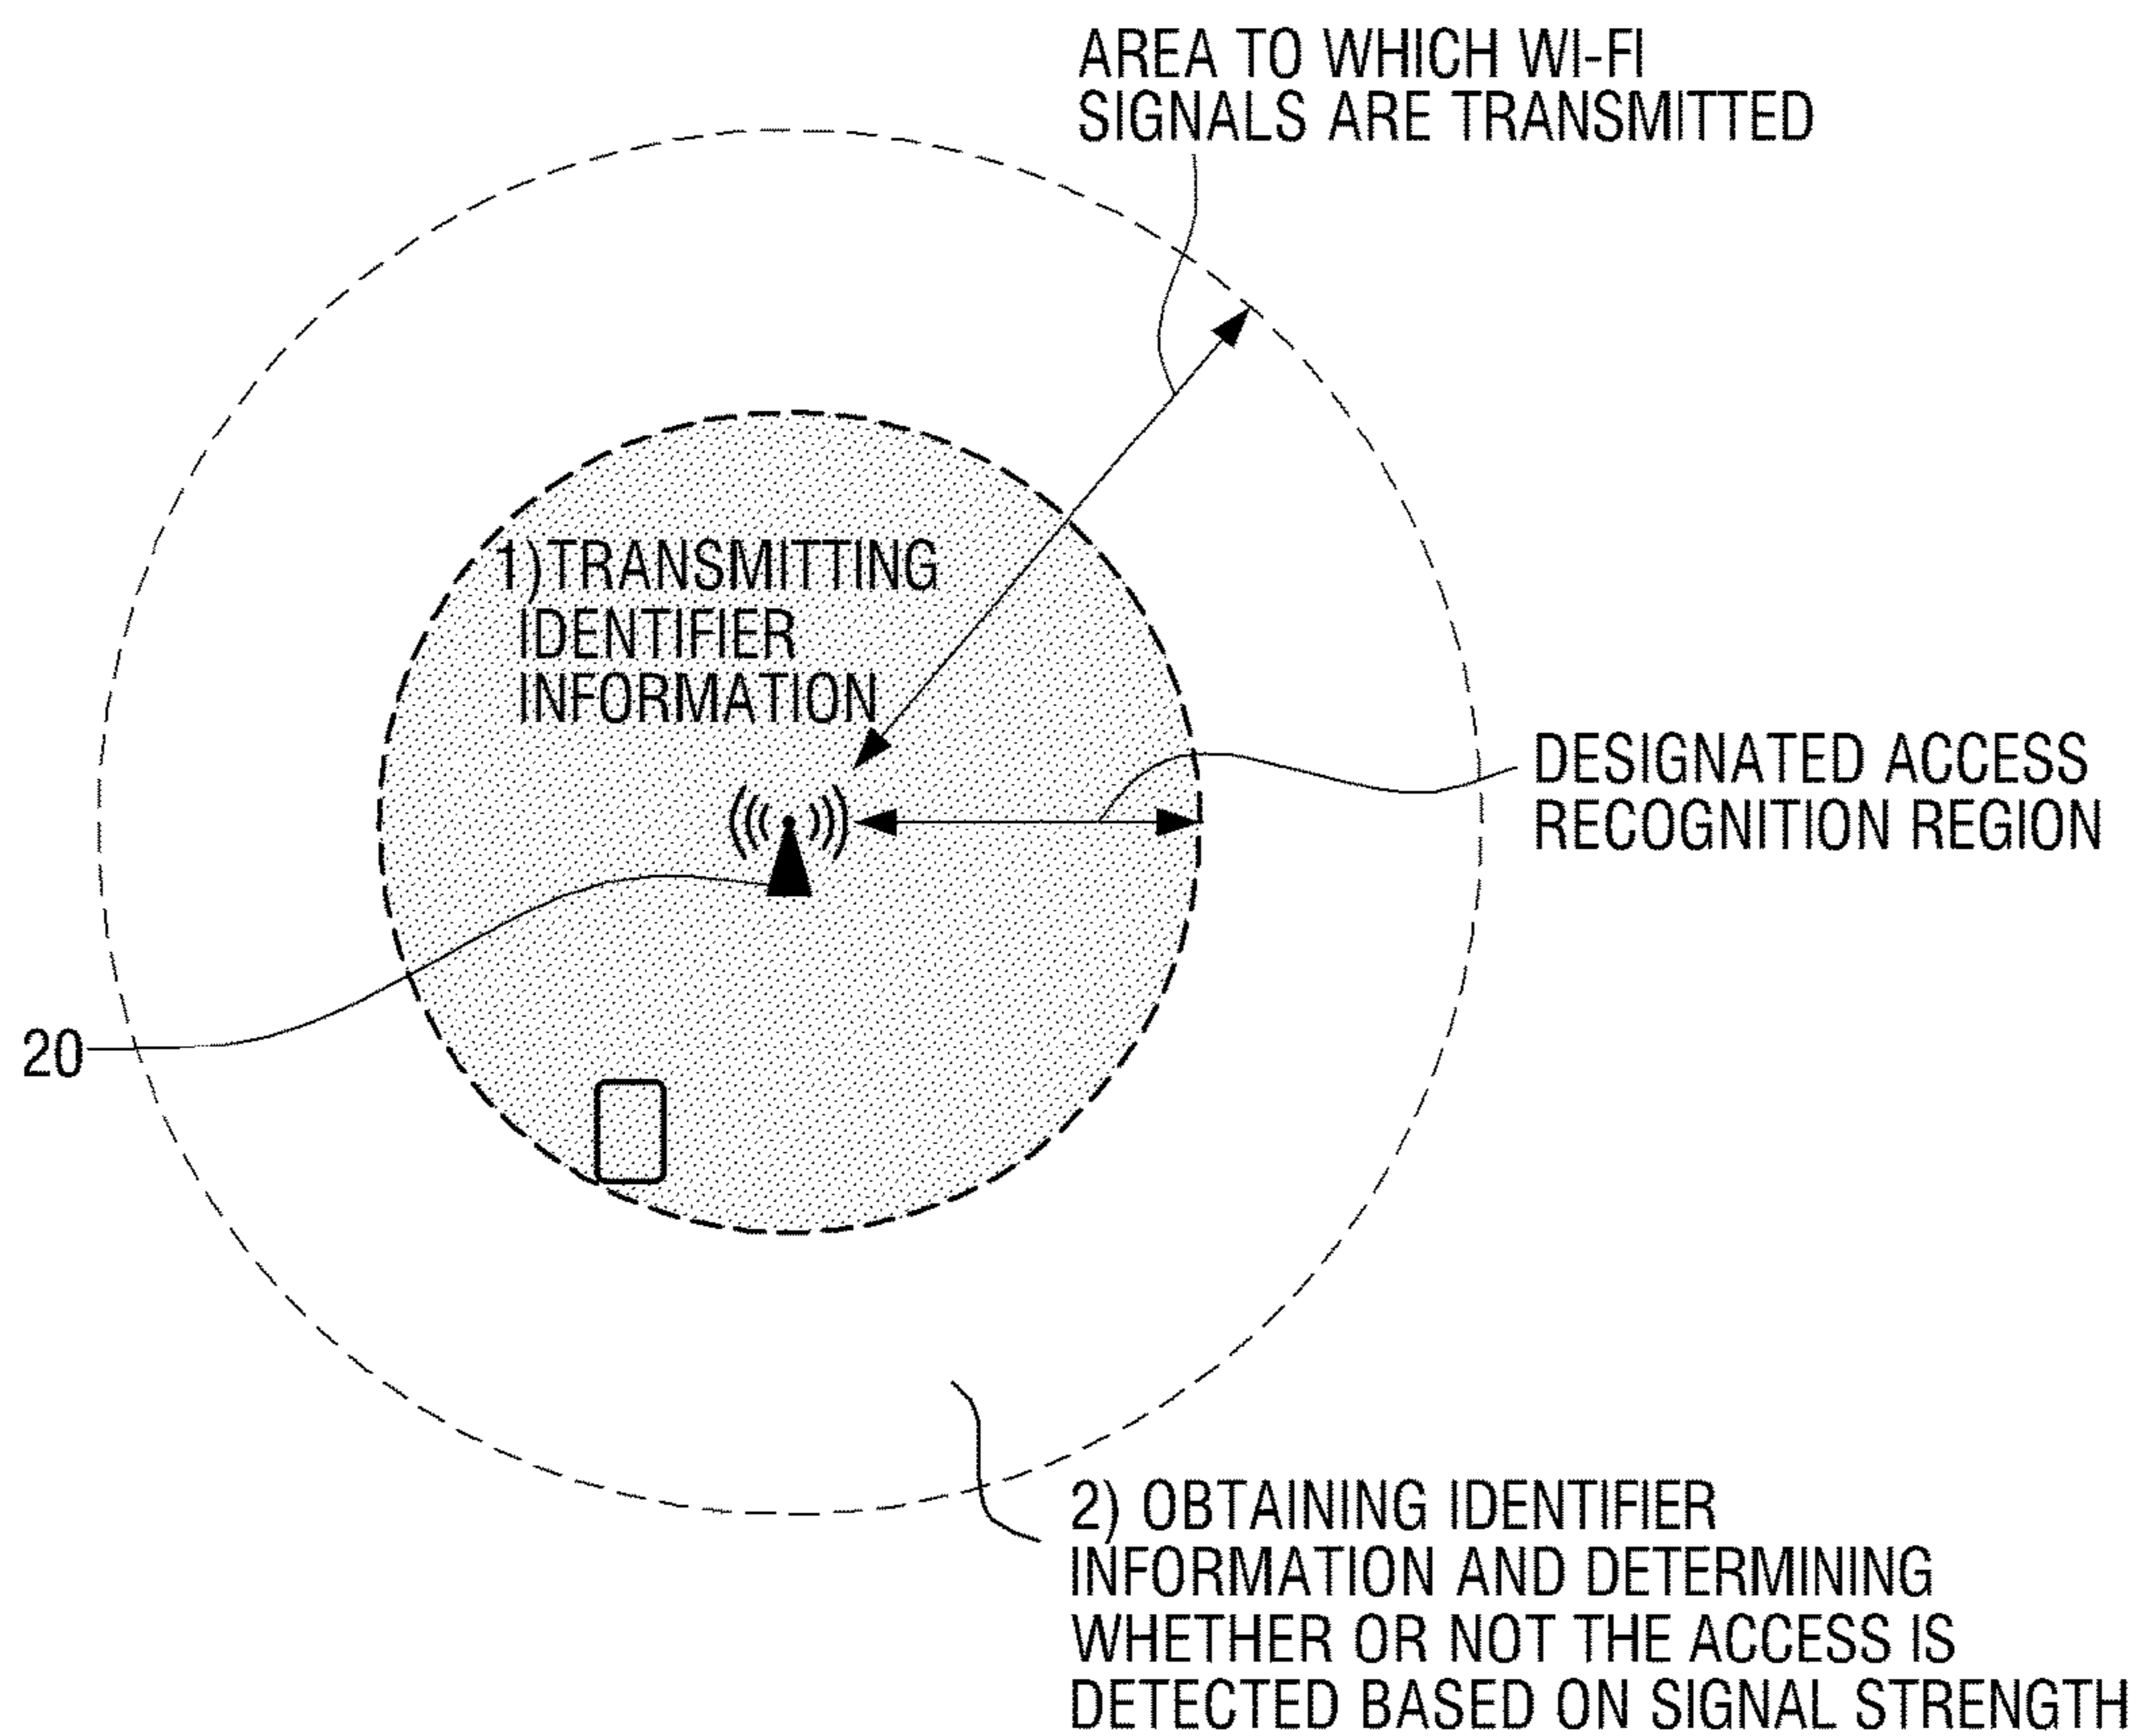 AREA TO WHICH WI-FI
SIGNALS ARE TRANSMITTED
1)TRANSMITTING
IDENTIFIER
INFORMATION
DESIGNATED ACCESS
RECOGNITION REGION
20
2) OBTAINING IDENTIFIER
INFORMATION AND DETERMINING
WHETHER OR NOT THE ACCESS IS
DETECTED BASED ON SIGNAL STRENGTH